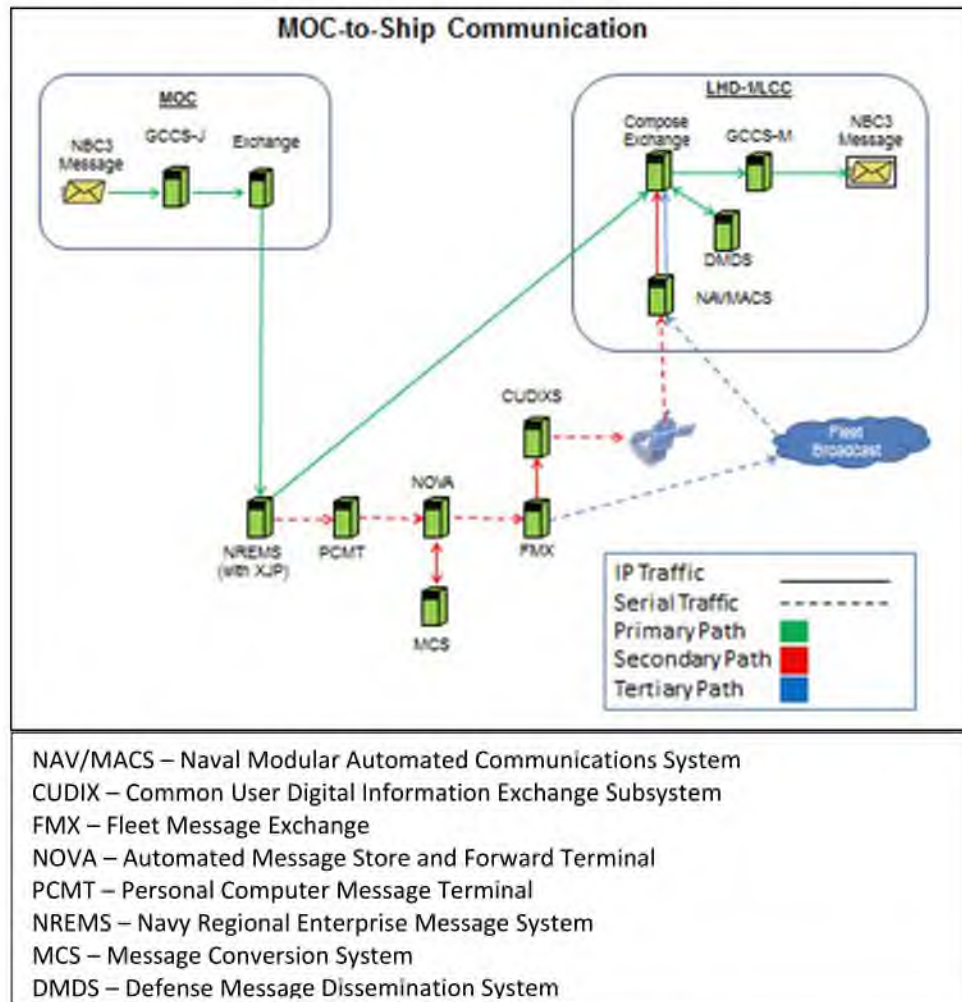 MOC-to-Ship Communication
MOC
NBC3
Message
GCCS-J
Exchange
LHD-1/LCC
Compose
Exchange
GCCS-M
NBC3
Message
DMDS
NAVMACS
CUDIXS
Fleet
Broadcast
NOVA
NREMS
(with XJP)
PCMT
FMX
MCS
IP Traffic
Serial Traffic
Primary Path
Secondary Path
Tertiary Path
NAV/MACS – Naval Modular Automated Communications System
CUDIX – Common User Digital Information Exchange Subsystem
FMX – Fleet Message Exchange
NOVA – Automated Message Store and Forward Terminal
PCMT – Personal Computer Message Terminal
NREMS – Navy Regional Enterprise Message System
MCS – Message Conversion System
DMDS – Defense Message Dissemination System